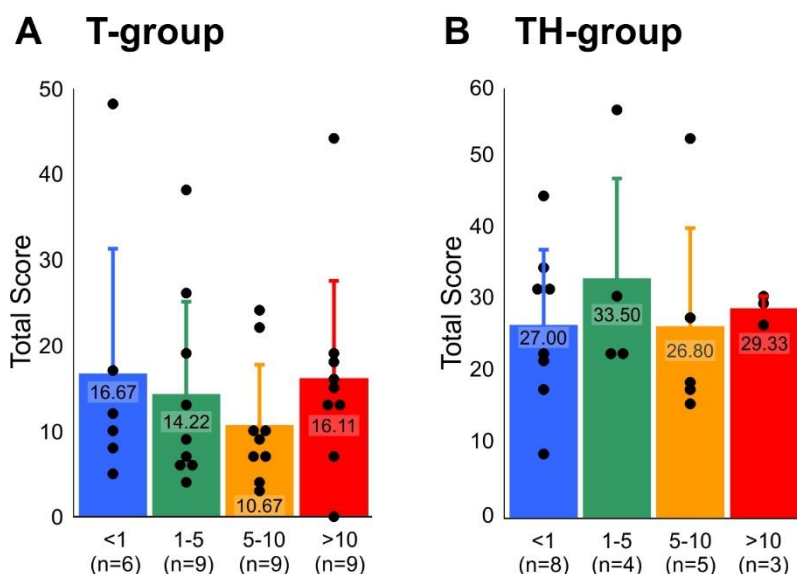 A T-group
Total Score
50
40
30
20
10
0
16.67
14.22
10.67
16.11
<1 1-5 5-10 >10
(n=6) (n=9) (n=9) (n=9)
B TH-group
Total Score
60
50
40
30
20
10
0
27.00
33.50
26.80
29.33
<1 1-5 5-10 >10
(n=8) (n=4) (n=5) (n=3)